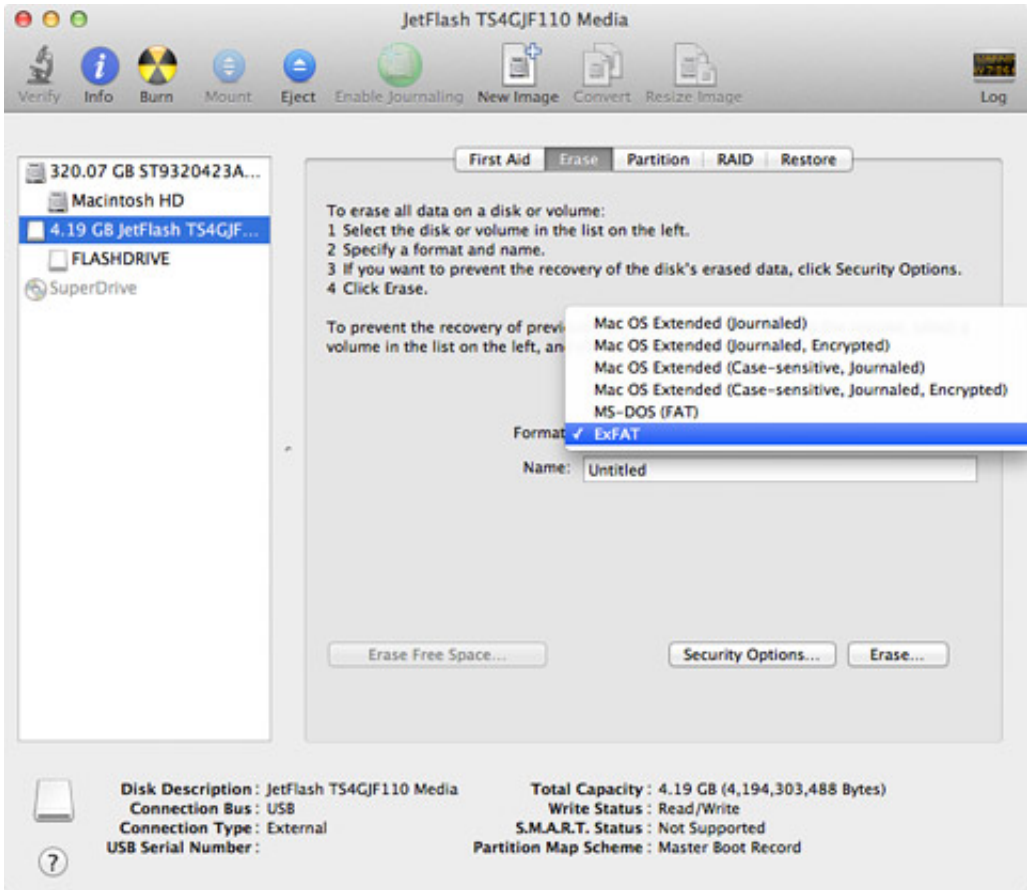 JetFlash TS4GJF110 Media
Verify Info Burn Mount Eject Enable Journaling New Image Convert Resize Image Log
First Aid Erase Partition RAID Restore
320.07 GB ST9320423A...
Macintosh HD
4.19 GB JetFlash TS4GJF...
FLASHDRIVE
SuperDrive
To erase all data on a disk or volume:
1 Select the disk or volume in the list on the left.
2 Specify a format and name.
3 If you want to prevent the recovery of the disk's erased data, click Security Options.
4 Click Erase.
To prevent the recovery of previ
volume in the list on the left, an
Mac OS Extended (Journaled)
Mac OS Extended (Journaled, Encrypted)
Mac OS Extended (Case-sensitive, Journaled)
Mac OS Extended (Case-sensitive, Journaled, Encrypted)
MS-DOS (FAT)
Format ✓ ExFAT
Name: Untitled
Erase Free Space... Security Options... Erase...
Disk Description : JetFlash TS4GJF110 Media
Connection Bus : USB
Connection Type : External
USB Serial Number :
Total Capacity : 4.19 GB (4,194,303,488 Bytes)
Write Status : Read/Write
S.M.A.R.T. Status : Not Supported
Partition Map Scheme : Master Boot Record
?